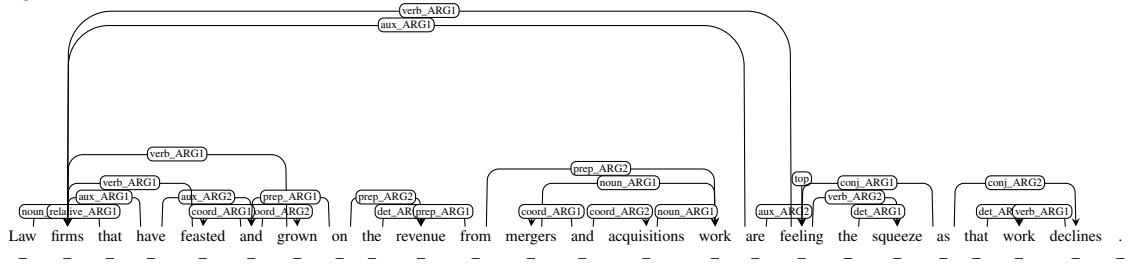 verb_ARG1
aux_ARG1
verb_ARG1
prep_ARG2
top
verb_ARG1 noun_ARG1 conj_ARG1 conj_ARG2
aux_ARG1 aux_ARG2 prep_ARG1 prep_ARG2 verb_ARG2
noun relative_ARG1 coord_ARG1 coord_ARG2 det_AR prep_ARG1 coord_ARG1 coord_ARG2 noun_ARG1 aux_ARG2 det_ARG1 det_AR verb_ARG1
Law firms that have feasted and grown on the revenue from mergers and acquisitions work are feeling the squeeze as that work declines .
_ _ _ _ _ _ _ _ _ _ _ _ _ _ _ _ _ _ _ _ _ _ _ _